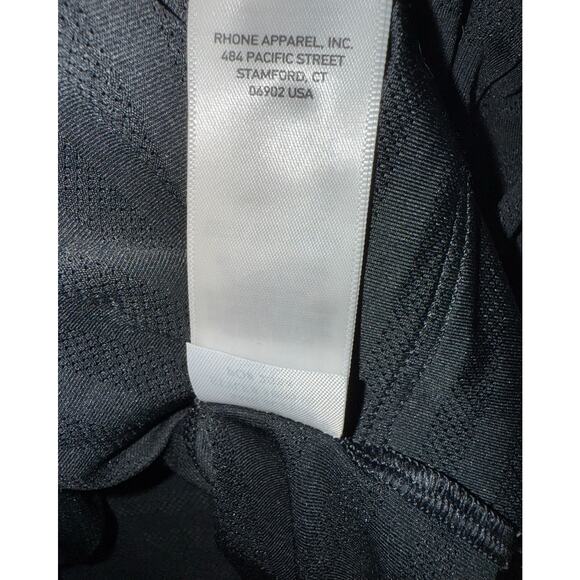 RHONE APPAREL, INC.
484 PACIFIC STREET
STAMFORD, CT
06902 USA